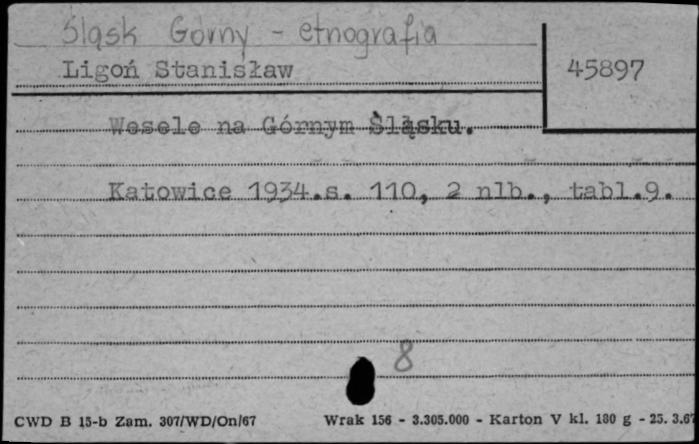 Śląsk Górny - etnografia
Ligoń Stanisław
45897
Wesele na Górnym Śląsku.
Katowice 1934.s. 110, 2 nlb., tabl.9.
8
CWD B 15-b Zam. 307/WD/On/67 Wrak 156 - 3.305.000 - Karton V kl. 180 g - 25. 3.67